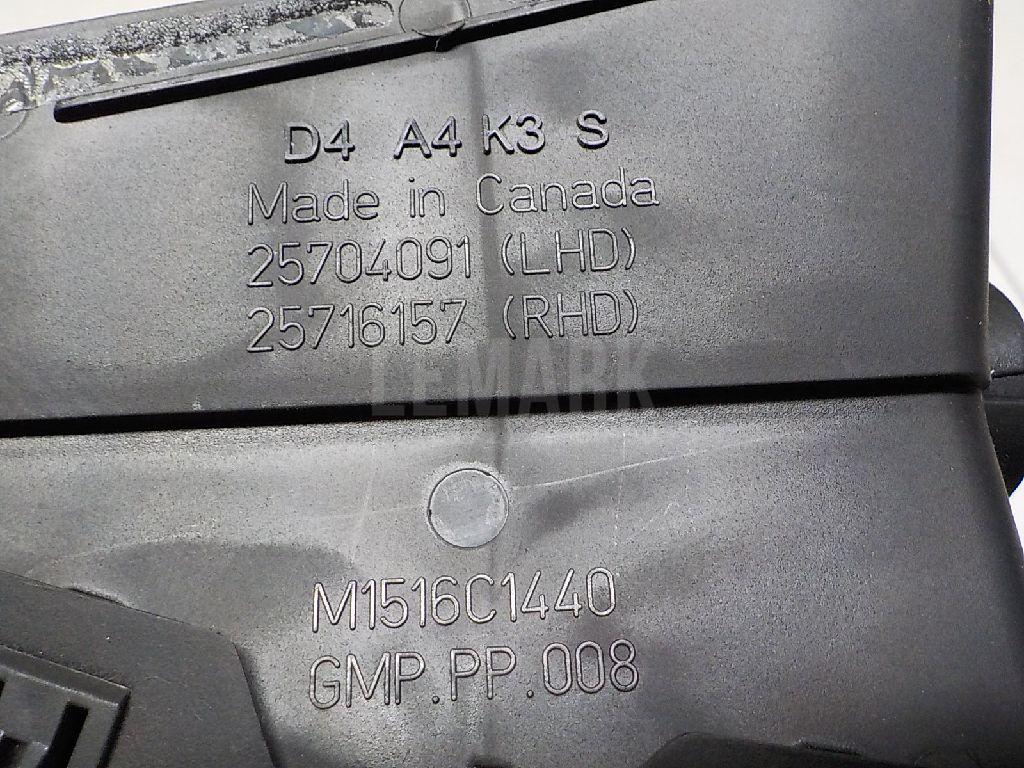 D4 A4 K3 S
Made in Canada
25704091 (LHD)
25716157 (RHD)
LEMARK
M1516C1440
GMP.PP.008